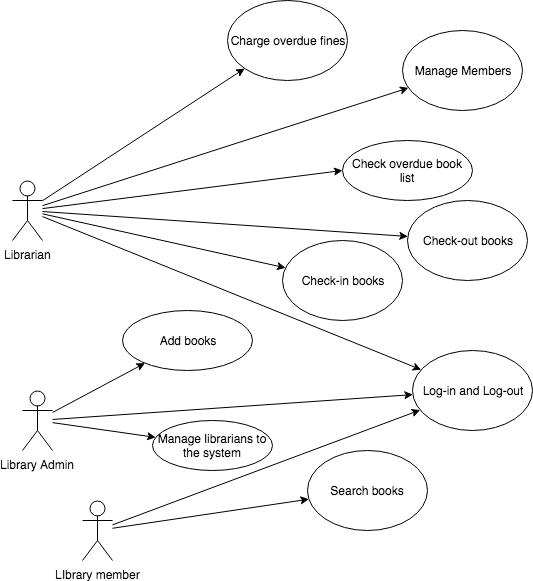 Charge overdue fines
Manage Members
Check overdue book
list
Check-out books
Librarian
Check-in books
Add books
Log-in and Log-out
Manage librarians to
the system
Library Admin
Search books
LIbrary member